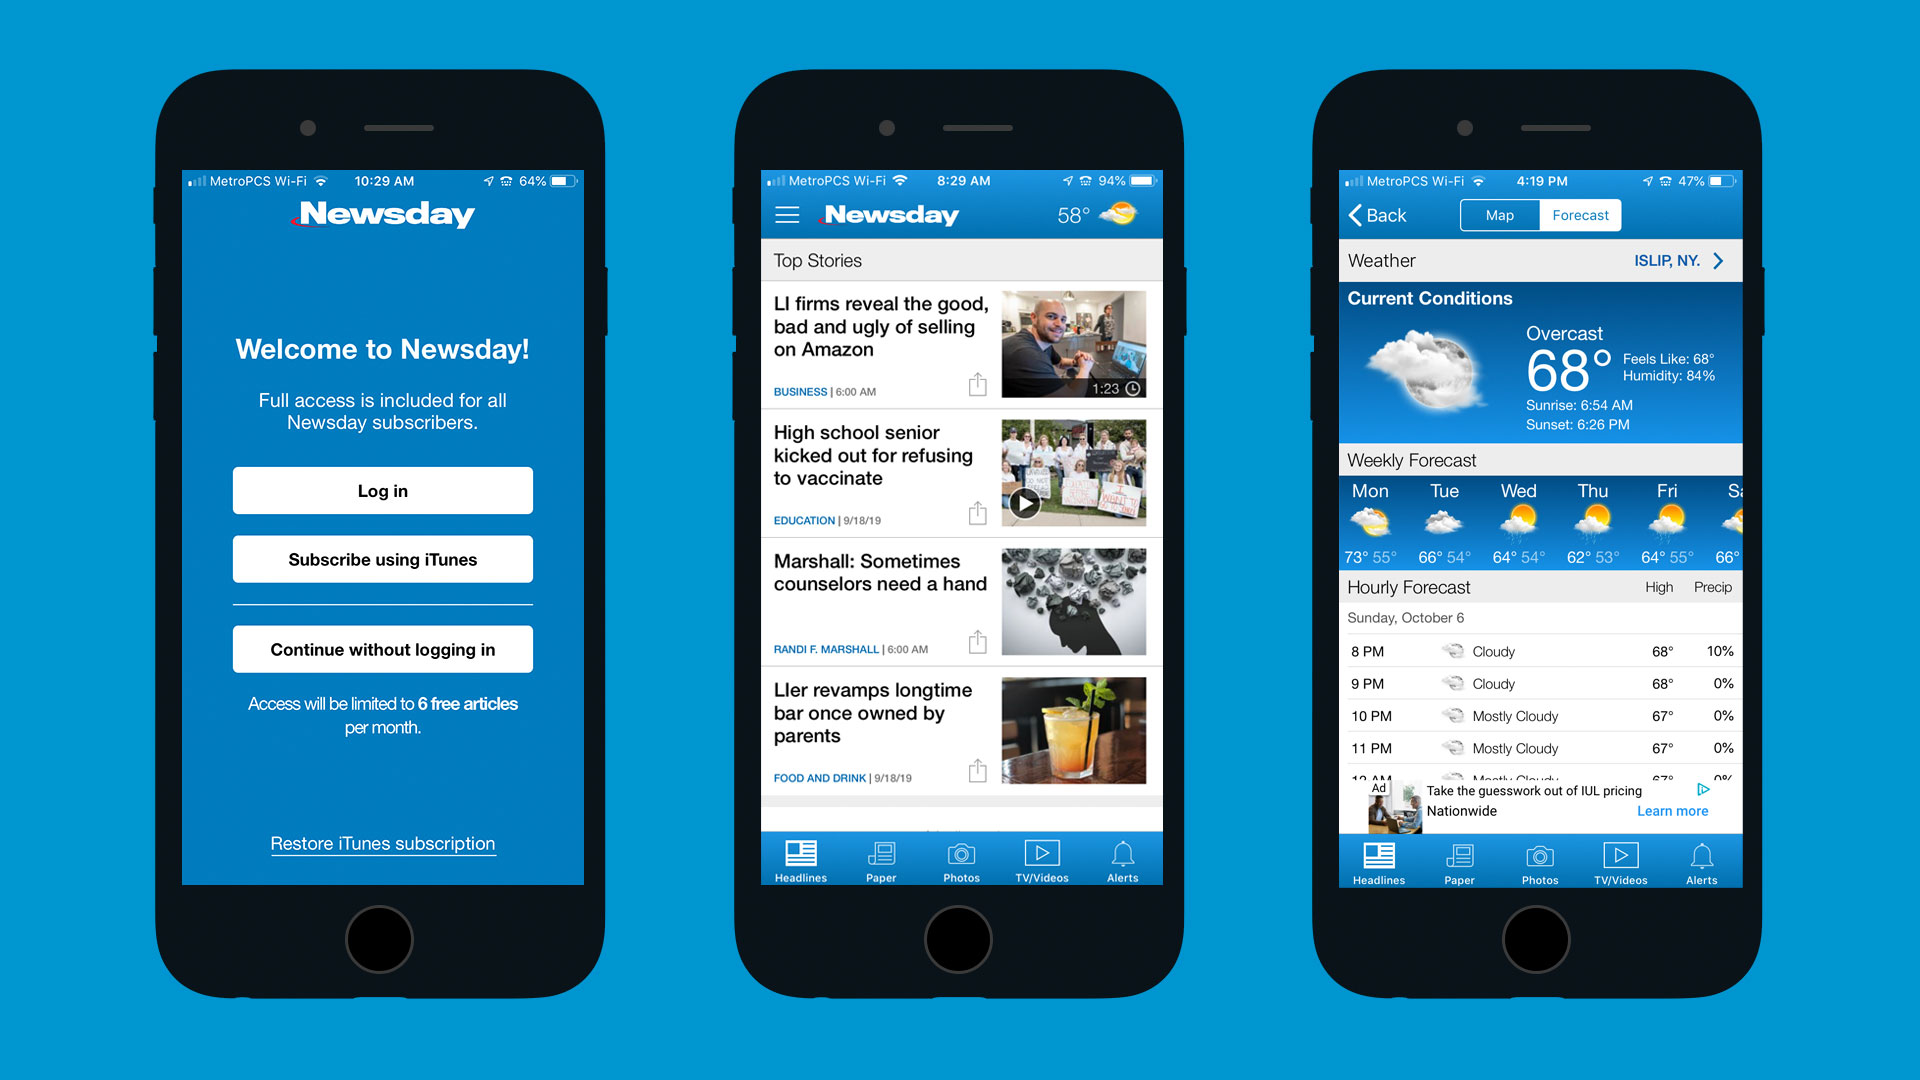 MetroPCS Wi-Fi 10:29 AM 64%
Newsday
Welcome to Newsday!
Full access is included for all
Newsday subscribers.
Log in
Subscribe using iTunes
Continue without logging in
Access will be limited to 6 free articles
per month.
Restore iTunes subscription
MetroPCS Wi-Fi 8:29 AM 94%
Newsday 58°
Top Stories
LI firms reveal the good,
bad and ugly of selling
on Amazon
BUSINESS | 6:00 AM
1:23
High school senior
kicked out for refusing
to vaccinate
EDUCATION | 9/18/19
Marshall: Sometimes
counselors need a hand
RANDI F. MARSHALL | 6:00 AM
LIer revamps longtime
bar once owned by
parents
FOOD AND DRINK | 9/18/19
Headlines Paper Photos TV/Videos Alerts
MetroPCS Wi-Fi 4:19 PM 47%
Back Map Forecast
Weather ISLIP, NY.
Current Conditions
Overcast
68° Feels Like: 68°
Humidity: 84%
Sunrise: 6:54 AM
Sunset: 6:26 PM
Weekly Forecast
Mon Tue Wed Thu Fri Sa
73° 55° 66° 54° 64° 54° 62° 53° 64° 55° 66°
Hourly Forecast High Precip
Sunday, October 6
8 PM Cloudy 68° 10%
9 PM Cloudy 68° 0%
10 PM Mostly Cloudy 67° 0%
11 PM Mostly Cloudy 67° 0%
12 AM Mostly Cloudy 67° 0%
Ad Take the guesswork out of IUL pricing
Nationwide Learn more
Headlines Paper Photos TV/Videos Alerts